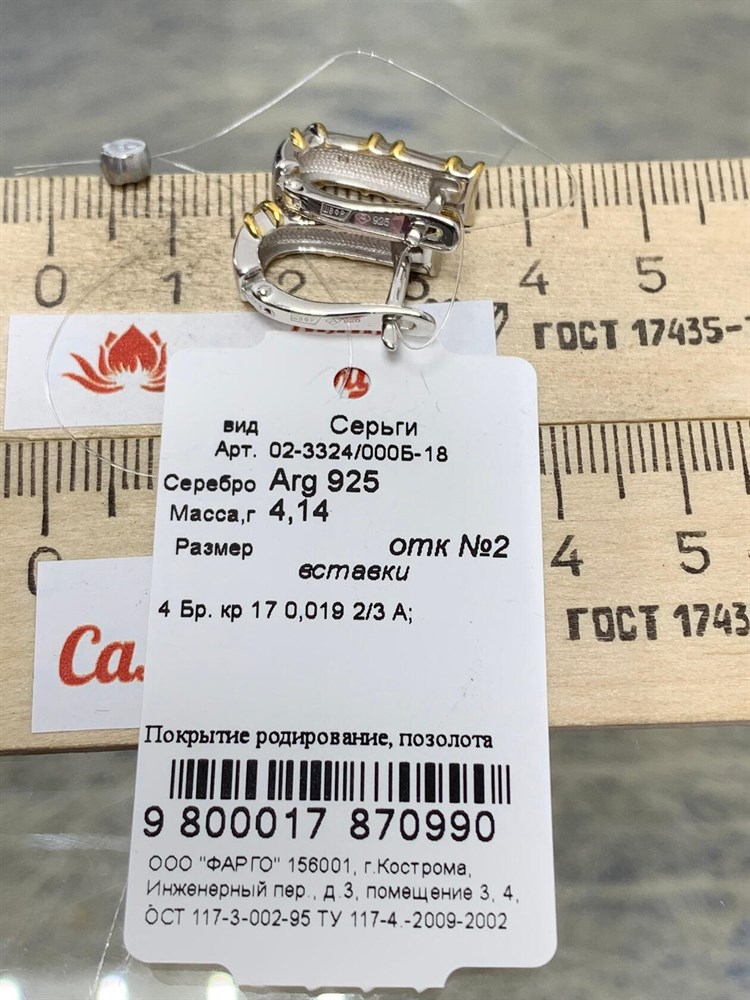 925
0 1 2 3 4 5
ГОСТ 17435-
вид Серьги
Арт. 02-3324/000Б-18
Серебро Arg 925
Масса,г 4,14
Размер отк №2
вставки
4 Бр. кр 17 0,019 2/3 А;
0 4 5
ГОСТ 1743
Са
Покрытие родирование, позолота
9 800017 870990
ООО "ФАРГО" 156001, г.Кострома,
Инженерный пер., д.3, помещение 3, 4,
ОСТ 117-3-002-95 ТУ 117-4.-2009-2002